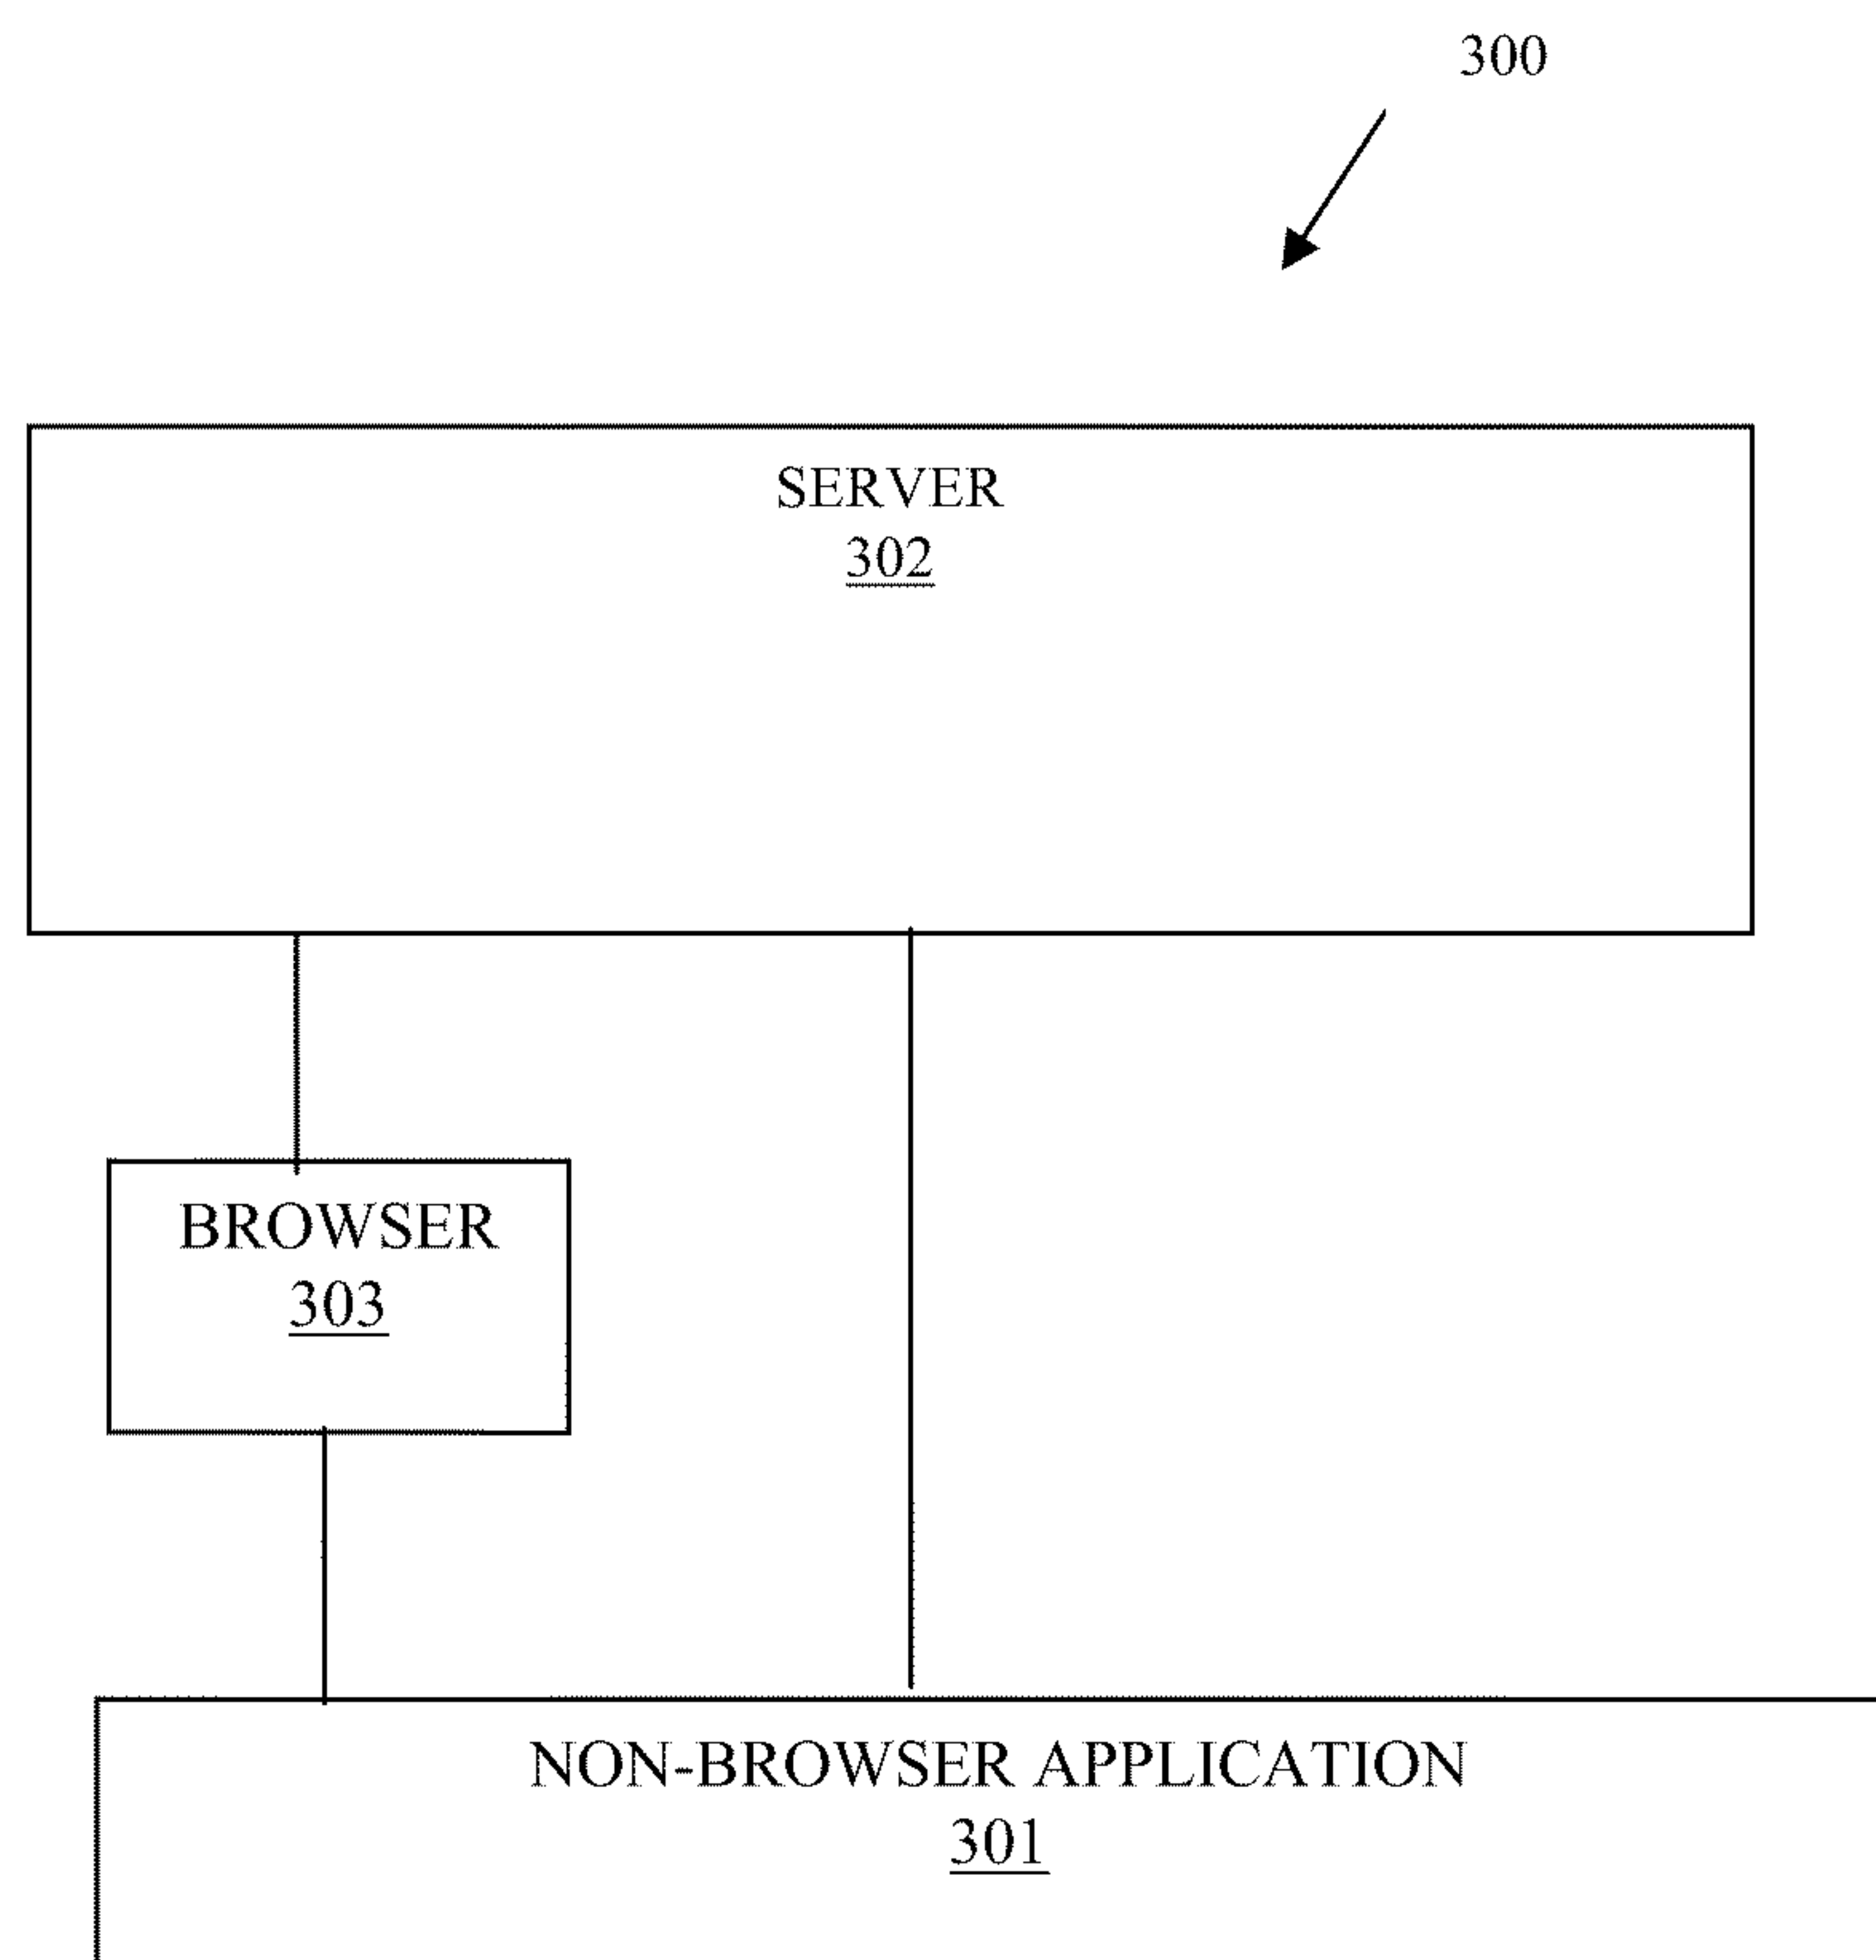 300
SERVER
302
BROWSER
303
NON-BROWSER APPLICATION
301